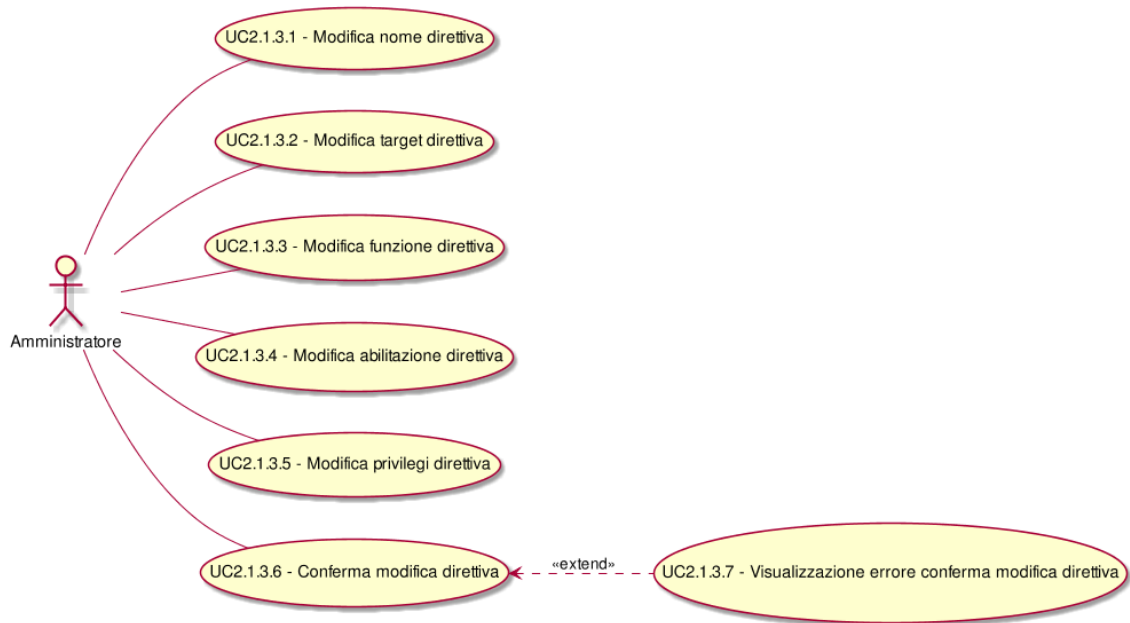 UC2.1.3.1 - Modifica nome direttiva
UC2.1.3.2 - Modifica target direttiva
UC2.1.3.3 - Modifica funzione direttiva
Amministratore
UC2.1.3.4 - Modifica abilitazione direttiva
UC2.1.3.5 - Modifica privilegi direttiva
UC2.1.3.6 - Conferma modifica direttiva
«extend»
UC2.1.3.7 - Visualizzazione errore conferma modifica direttiva